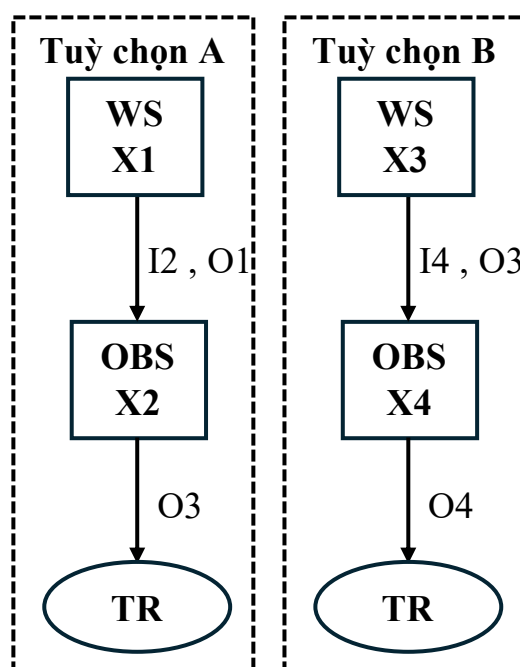 Tuỳ chọn A
WS
X1
I2 , O1
OBS
X2
O3
TR
Tuỳ chọn B
WS
X3
I4 , O3
OBS
X4
O4
TR